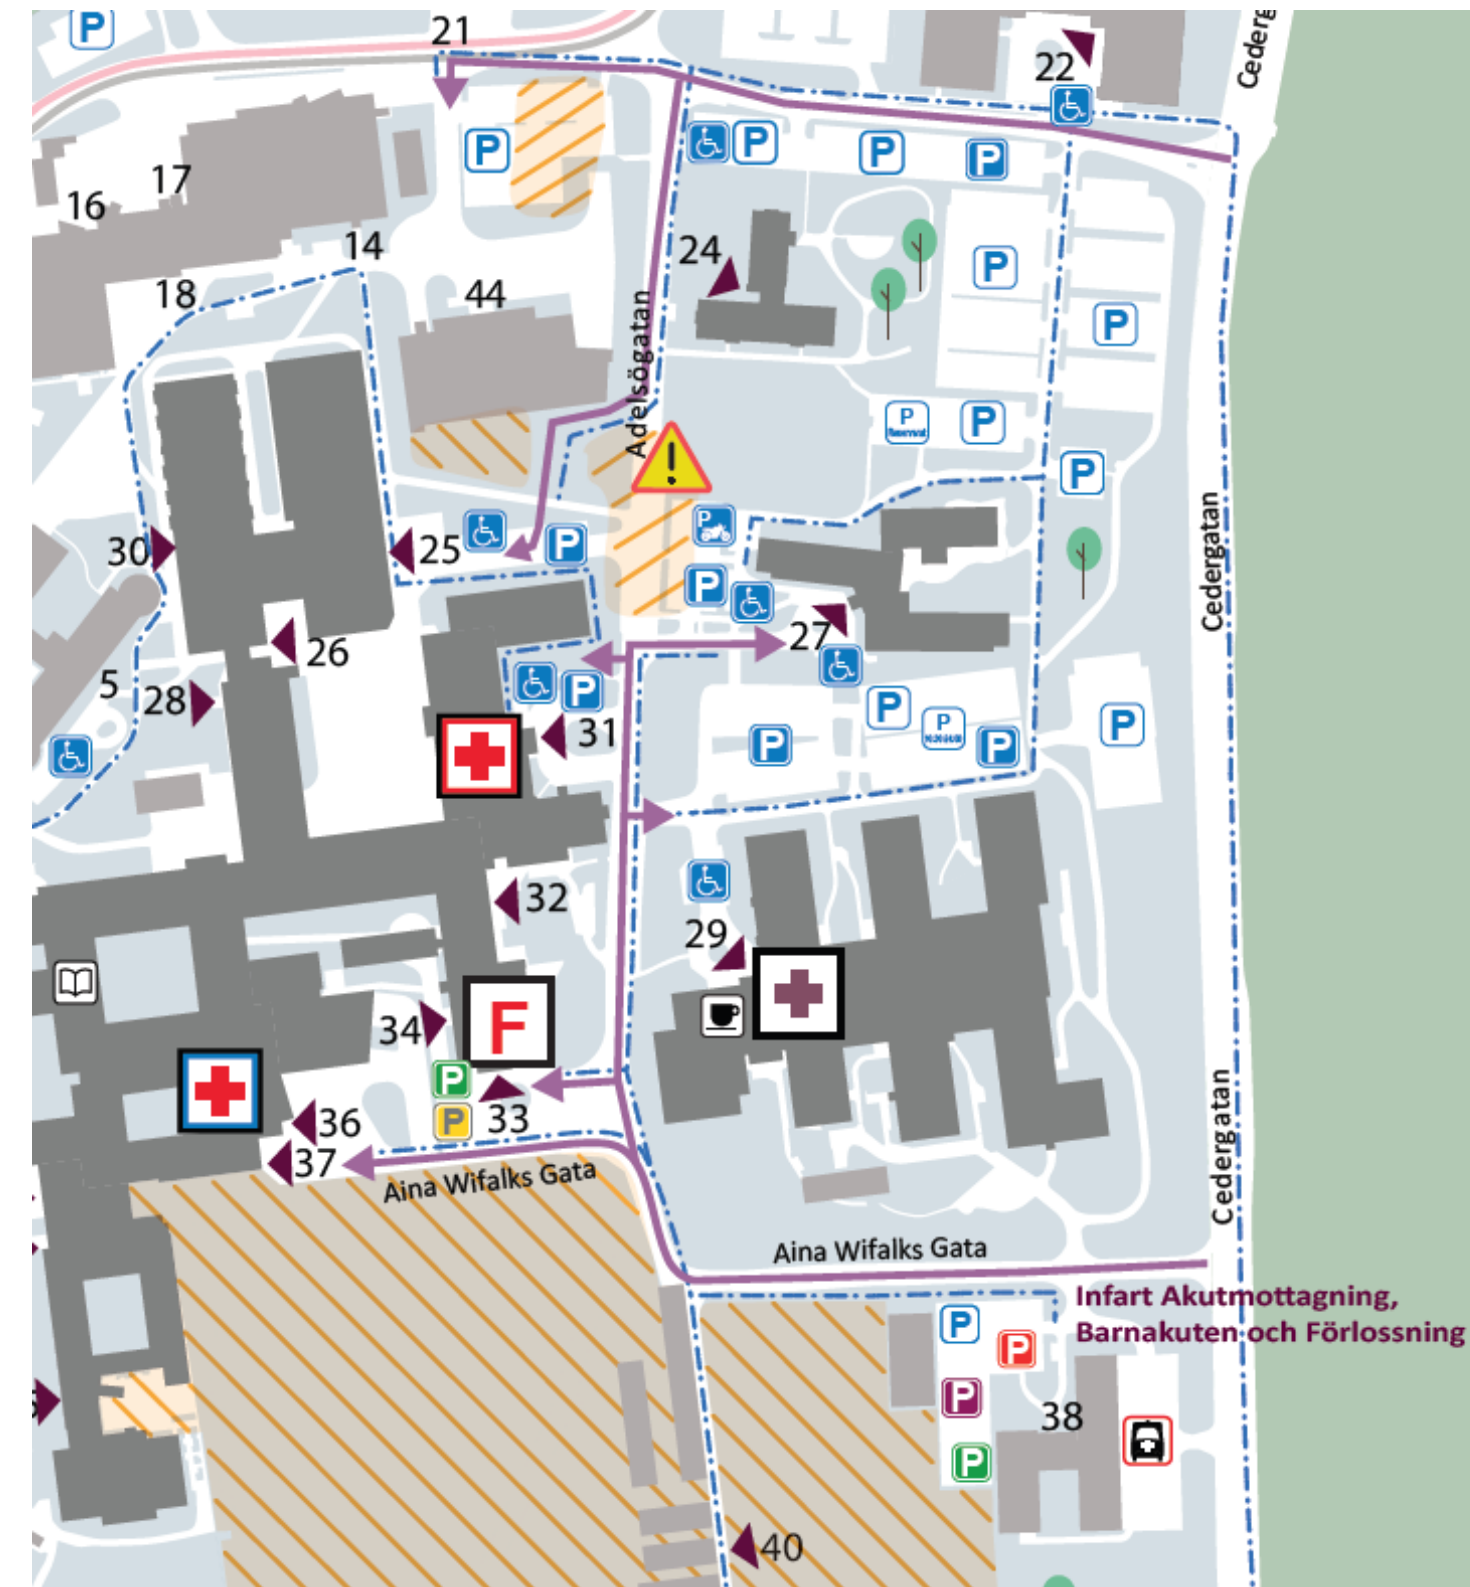 P
21
22
Cederg
P
P
P
P
17
16
14
24
18
44
P
P
Adelsögatan
P
P
P
P
30
25
P
P
Cedergatan
P
27
26
5
28
P
31
P
P
P
P
P
32
29
34
F
P
P
33
36
37
Aina Wifalks Gata
Cedergatan
Aina Wifalks Gata
Infart Akutmottagning,
Barnakuten och Förlossning
P
P
P
38
P
40